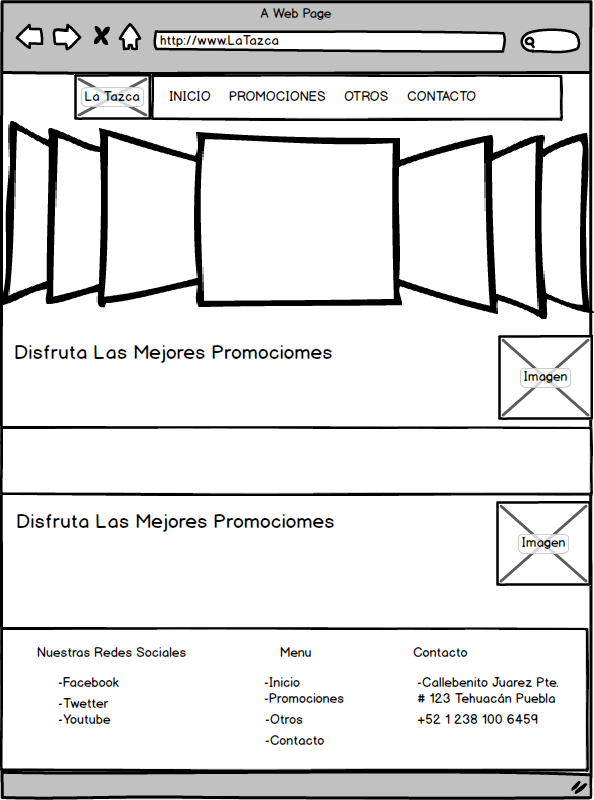 A Web Page
http://www.LaTazca
La Tazca
INICIO PROMOCIONES OTROS CONTACTO
Disfruta Las Mejores Promociomes
Imagen
Disfruta Las Mejores Promociomes
Imagen
Nuestras Redes Sociales
-Facebook
-Twetter
-Youtube
Menu
-Inicio
-Promociones
-Otros
-Contacto
Contacto
-Callebenito Juarez Pte.
# 123 Tehuacán Puebla
+52 1 238 100 6459